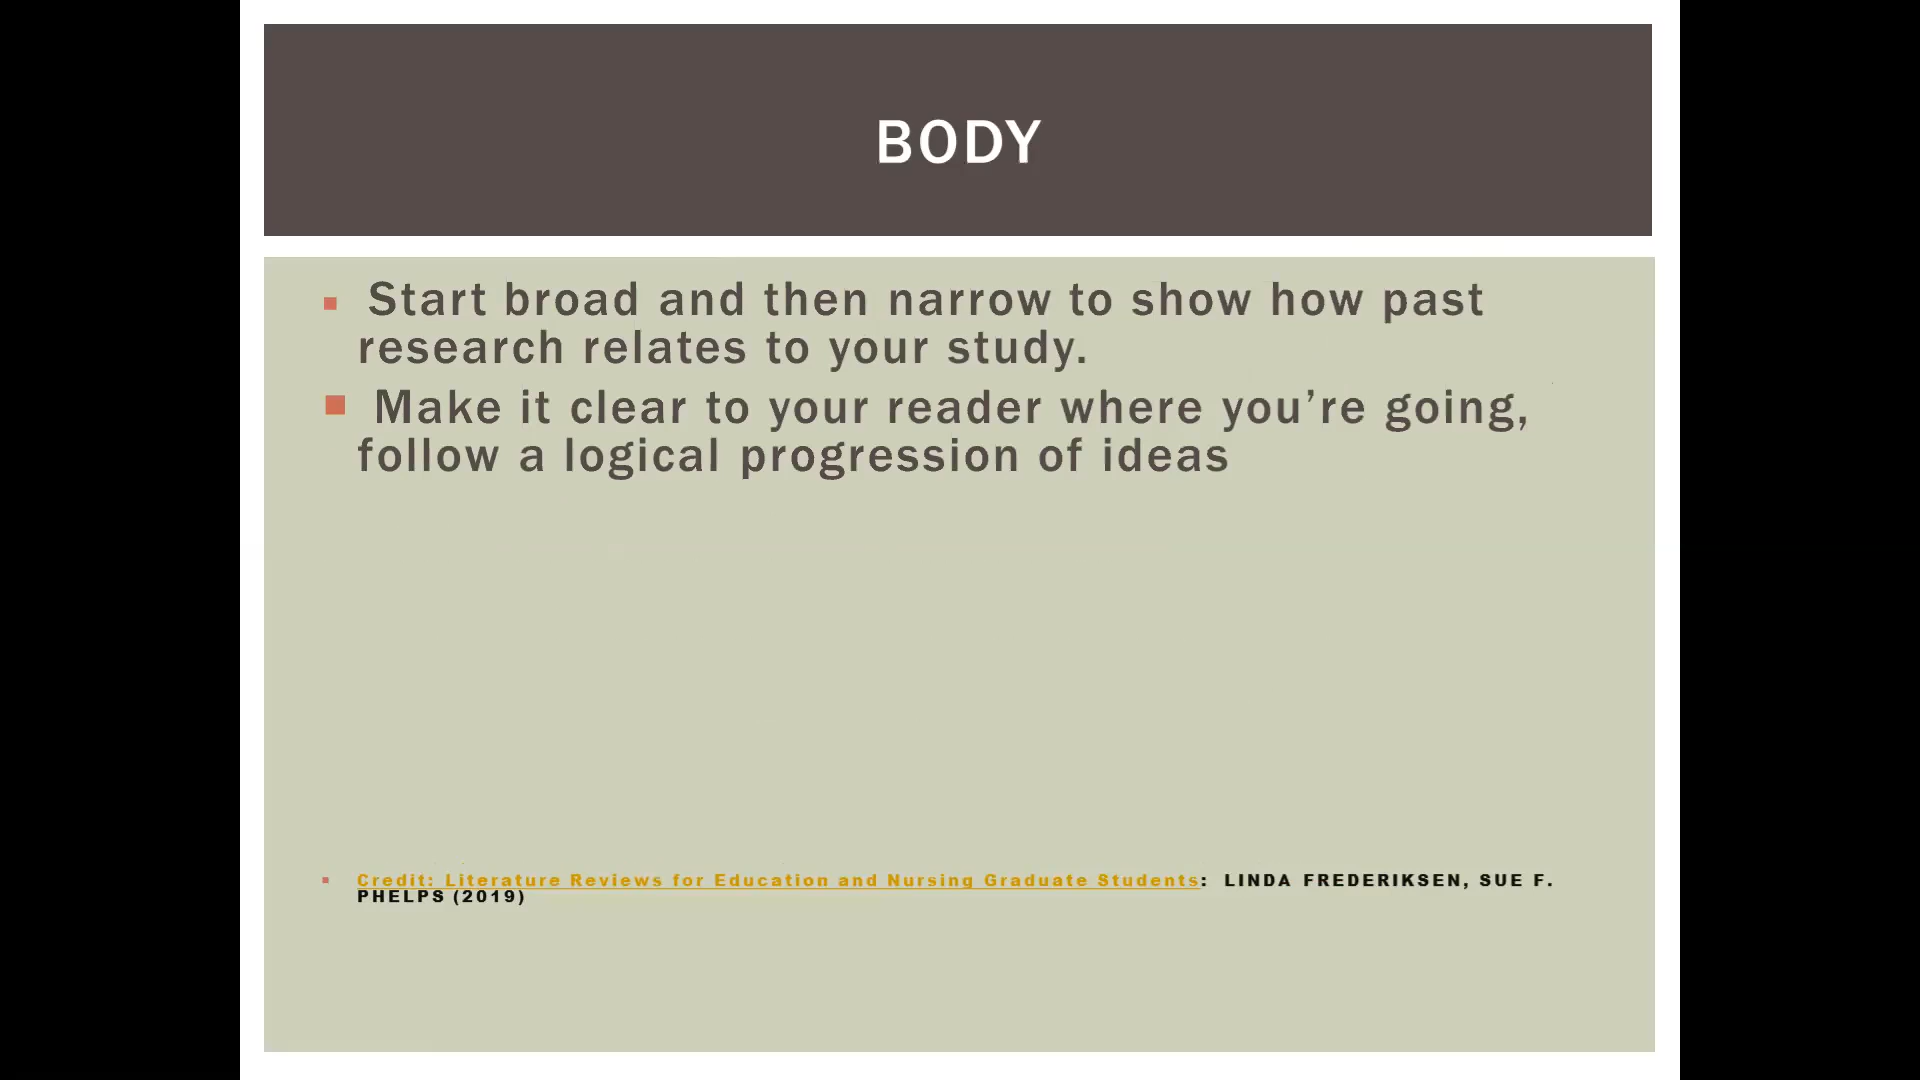 BODY
Start broad and then narrow to show how past
research relates to your study.
Make it clear to your reader where you’re going,
follow a logical progression of ideas
Credit: Literature Reviews for Education and Nursing Graduate Students: LINDA FREDERIKSEN, SUE F.
PHELPS (2019)